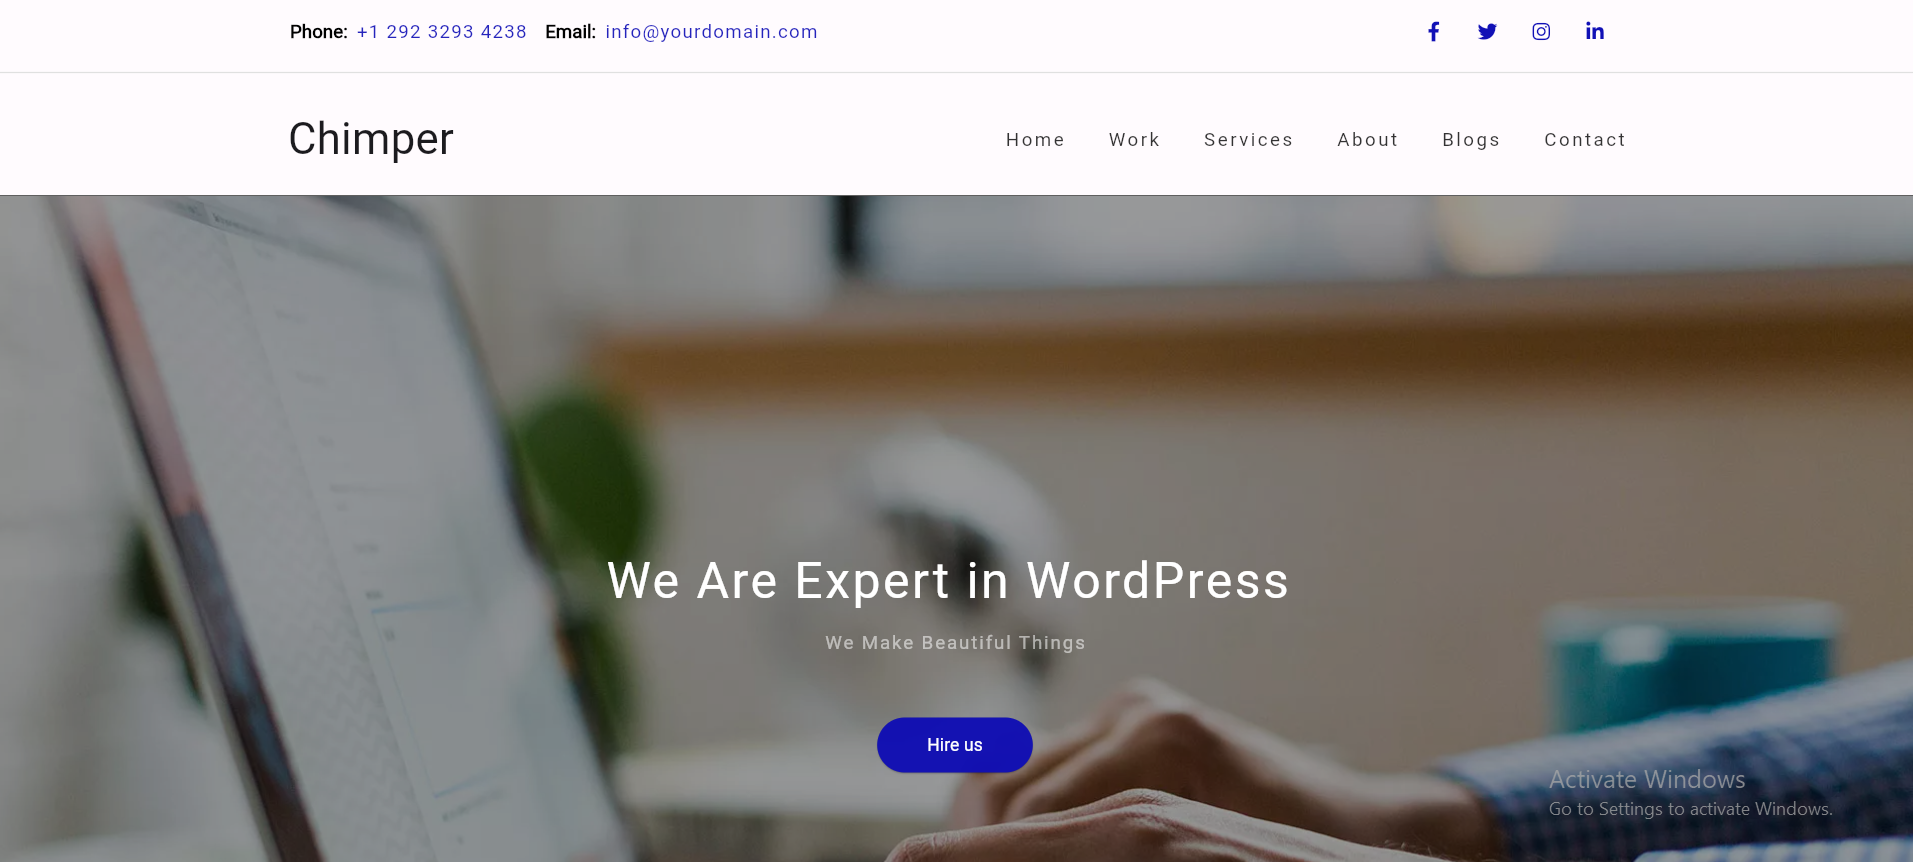 Phone: +1 292 3293 4238 Email: info@yourdomain.com
Chimper
Home Work Services About Blogs Contact
We Are Expert in WordPress
We Make Beautiful Things
Hire us
Activate Windows
Go to Settings to activate Windows.